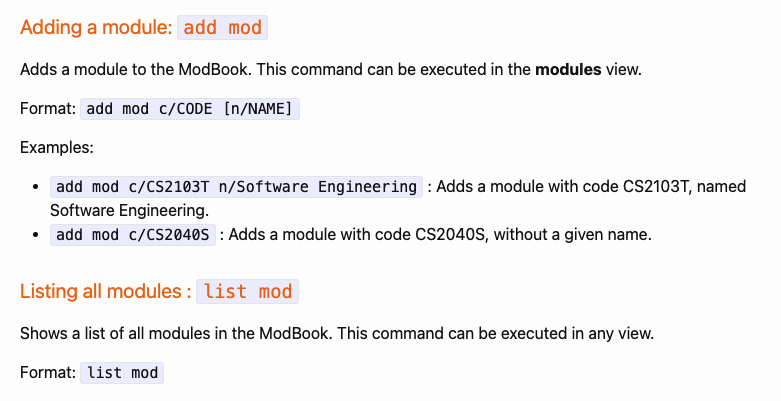 Adding a module: add mod
Adds a module to the ModBook. This command can be executed in the modules view.
Format: add mod c/CODE [n/NAME]
Examples:
• add mod c/CS2103T n/Software Engineering : Adds a module with code CS2103T, named
Software Engineering.
• add mod c/CS2040S : Adds a module with code CS2040S, without a given name.
Listing all modules : list mod
Shows a list of all modules in the ModBook. This command can be executed in any view.
Format: list mod